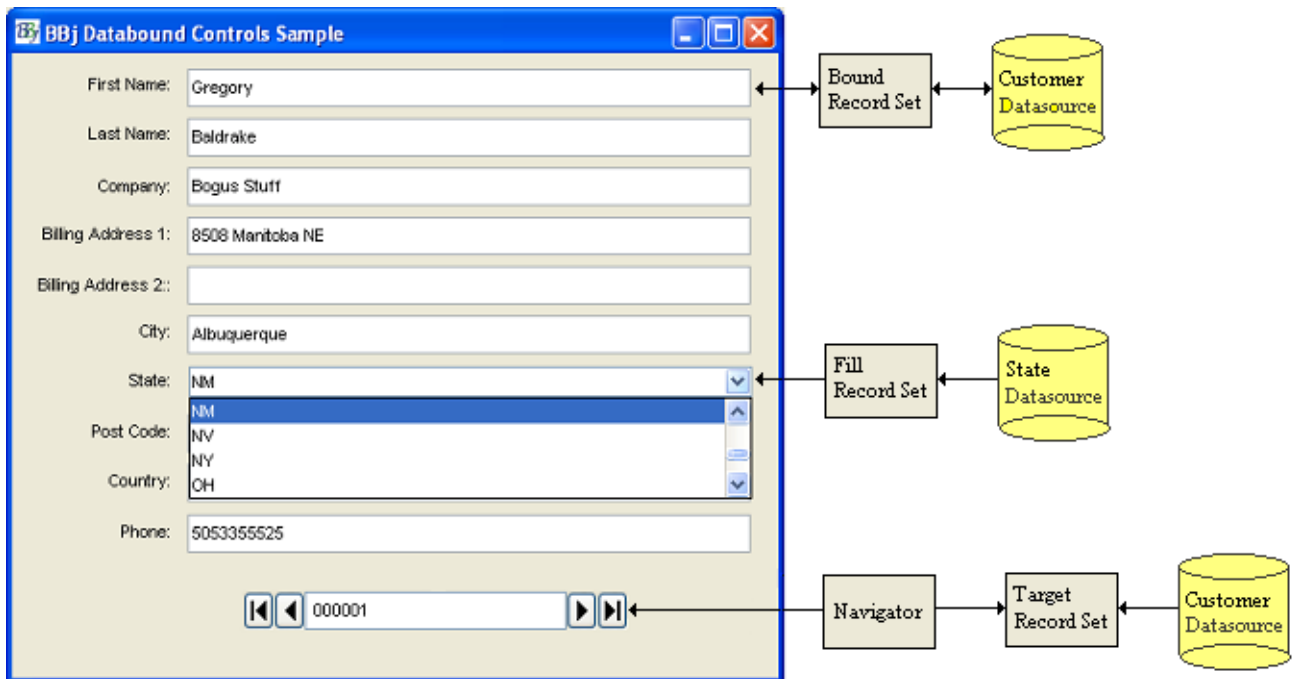 BBj Databound Controls Sample
First Name: Gregory
Last Name: Baldrake
Company: Bogus Stuff
Billing Address 1: 8508 Manitoba NE
Billing Address 2::
City: Albuquerque
State: NM
NM
NV
NY
OH
Post Code:
Country:
Phone: 5053355525
000001
Bound
Record Set
Customer
Datasource
Fill
Record Set
State
Datasource
Navigator
Target
Record Set
Customer
Datasource